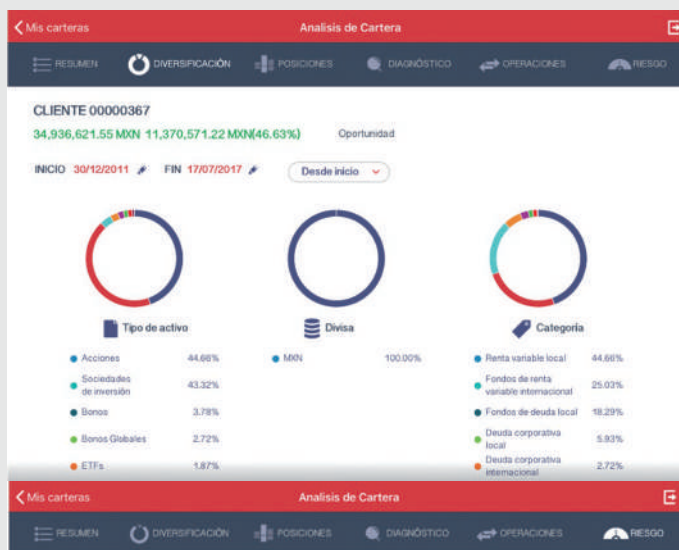 Mis carteras
Analisis de Cartera
RESUMEN
DIVERSIFICACIÓN
POSICIONES
DIAGNÓSTICO
OPERACIONES
RIESGO
CLIENTE 00000367
34,936,621.55 MXN 11,370,571.22 MXN(46.63%)
Oportunidad
INICIO 30/12/2011
FIN 17/07/2017
Desde inicio
Tipo de activo
Acciones 44.66%
Sociedades
de inversión 43.32%
Bonos 3.78%
Bonos Globales 2.72%
ETFs 1.87%
Divisa
MXN 100.00%
Categoria
Renta variable local 44.66%
Fondos de renta
variable internacional 25.03%
Fondos de deuda local 18.29%
Deuda corporativa
local 5.93%
Deuda corporativa
internacional 2.72%
Mis carteras
Analisis de Cartera
RESUMEN
DIVERSIFICACIÓN
POSICIONES
DIAGNÓSTICO
OPERACIONES
RIESGO